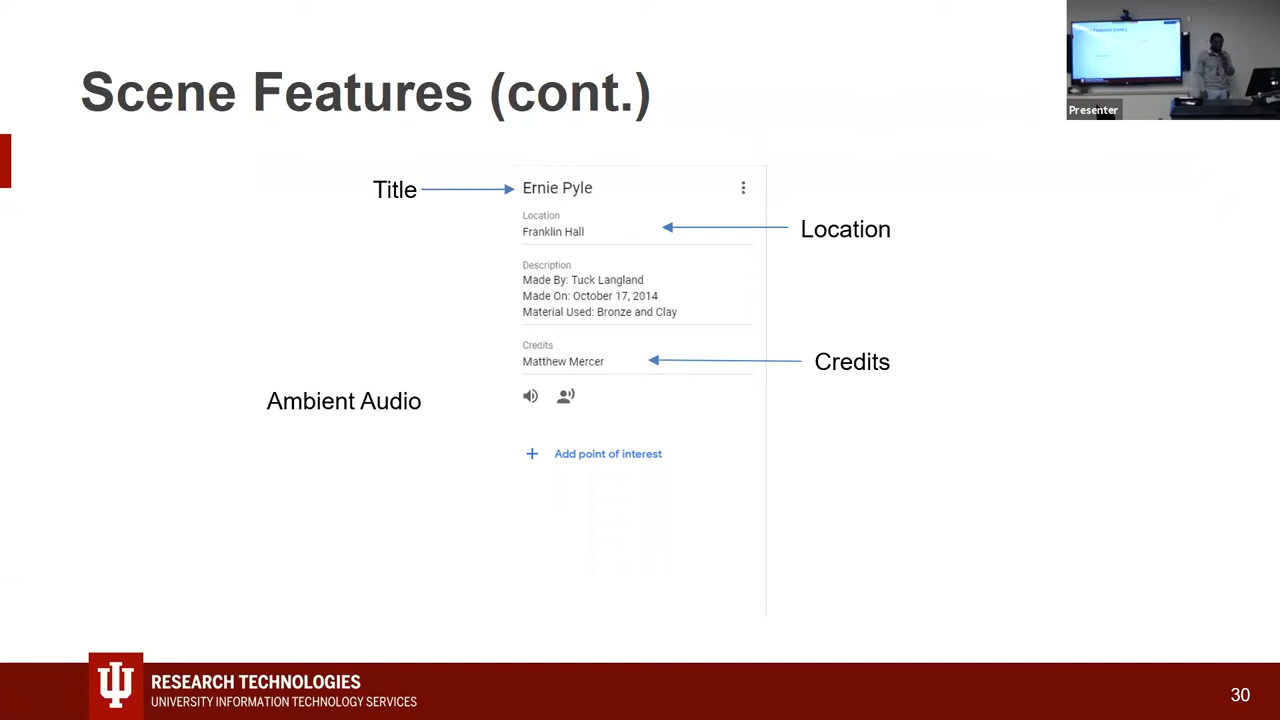 Scene Features (cont.)
Presenter
Title
Ernie Pyle
Location
Franklin Hall
Location
Description
Made By: Tuck Langland
Made On: October 17, 2014
Material Used: Bronze and Clay
Credits
Matthew Mercer
Credits
Ambient Audio
Add point of interest
RESEARCH TECHNOLOGIES
UNIVERSITY INFORMATION TECHNOLOGY SERVICES
30